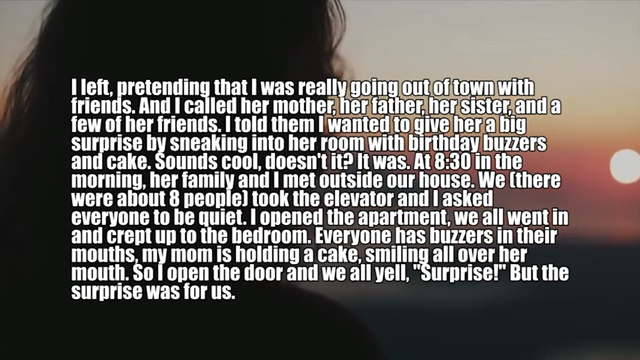 I left, pretending that I was really going out of town with
friends. And I called her mother, her father, her sister, and a
few of her friends. I told them I wanted to give her a big
surprise by sneaking into her room with birthday buzzers
and cake. Sounds cool, doesn't it? It was. At 8:30 in the
morning, her family and I met outside our house. We (there
were about 8 people) took the elevator and I asked
everyone to be quiet. I opened the apartment, we all went in
and crept up to the bedroom. Everyone has buzzers in their
mouths, my mom is holding a cake, smiling all over her
mouth. So I open the door and we all yell, "Surprise!" But the
surprise was for us.